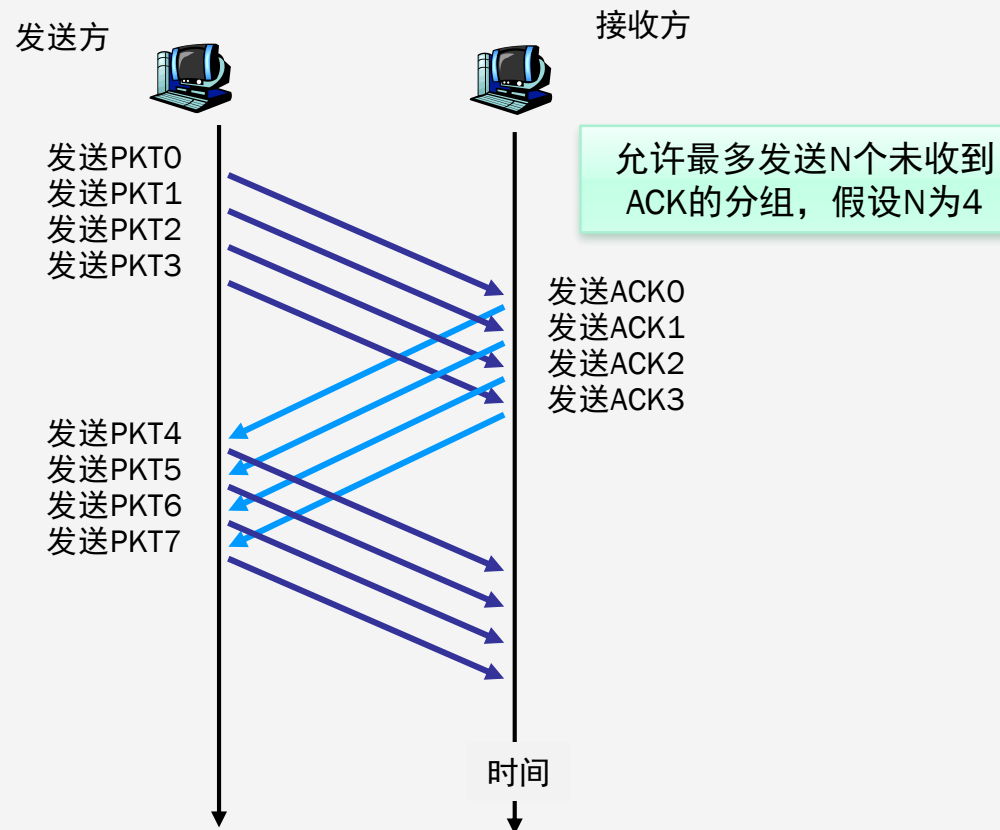 发送方
接收方
允许最多发送N个未收到
ACK的分组，假设N为4
发送PKT0
发送PKT1
发送PKT2
发送PKT3
发送ACK0
发送ACK1
发送ACK2
发送ACK3
发送PKT4
发送PKT5
发送PKT6
发送PKT7
时间